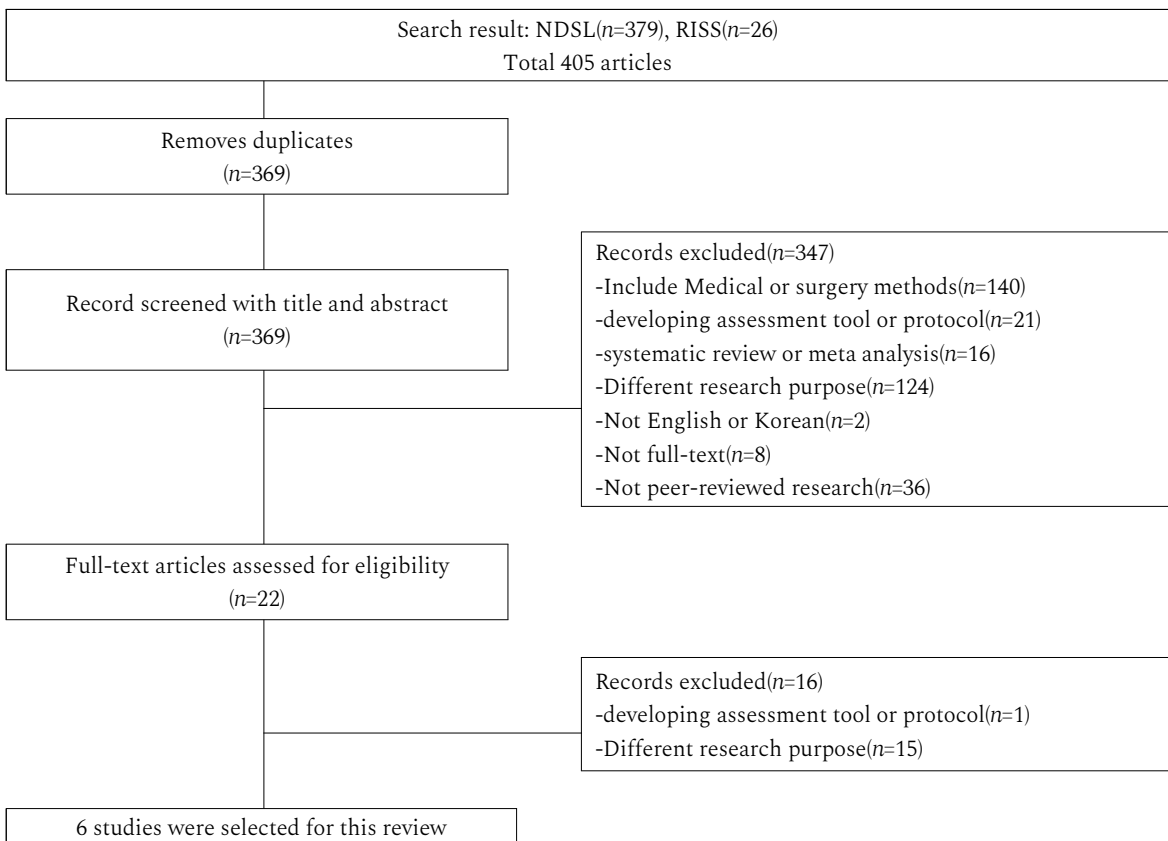 Search result: NDSL(n=379), RISS(n=26)
Total 405 articles
Removes duplicates
(n=369)
Record screened with title and abstract
(n=369)
Records excluded(n=347)
-Include Medical or surgery methods(n=140)
-developing assessment tool or protocol(n=21)
-systematic review or meta analysis(n=16)
-Different research purpose(n=124)
-Not English or Korean(n=2)
-Not full-text(n=8)
-Not peer-reviewed research(n=36)
Full-text articles assessed for eligibility
(n=22)
Records excluded(n=16)
-developing assessment tool or protocol(n=1)
-Different research purpose(n=15)
6 studies were selected for this review